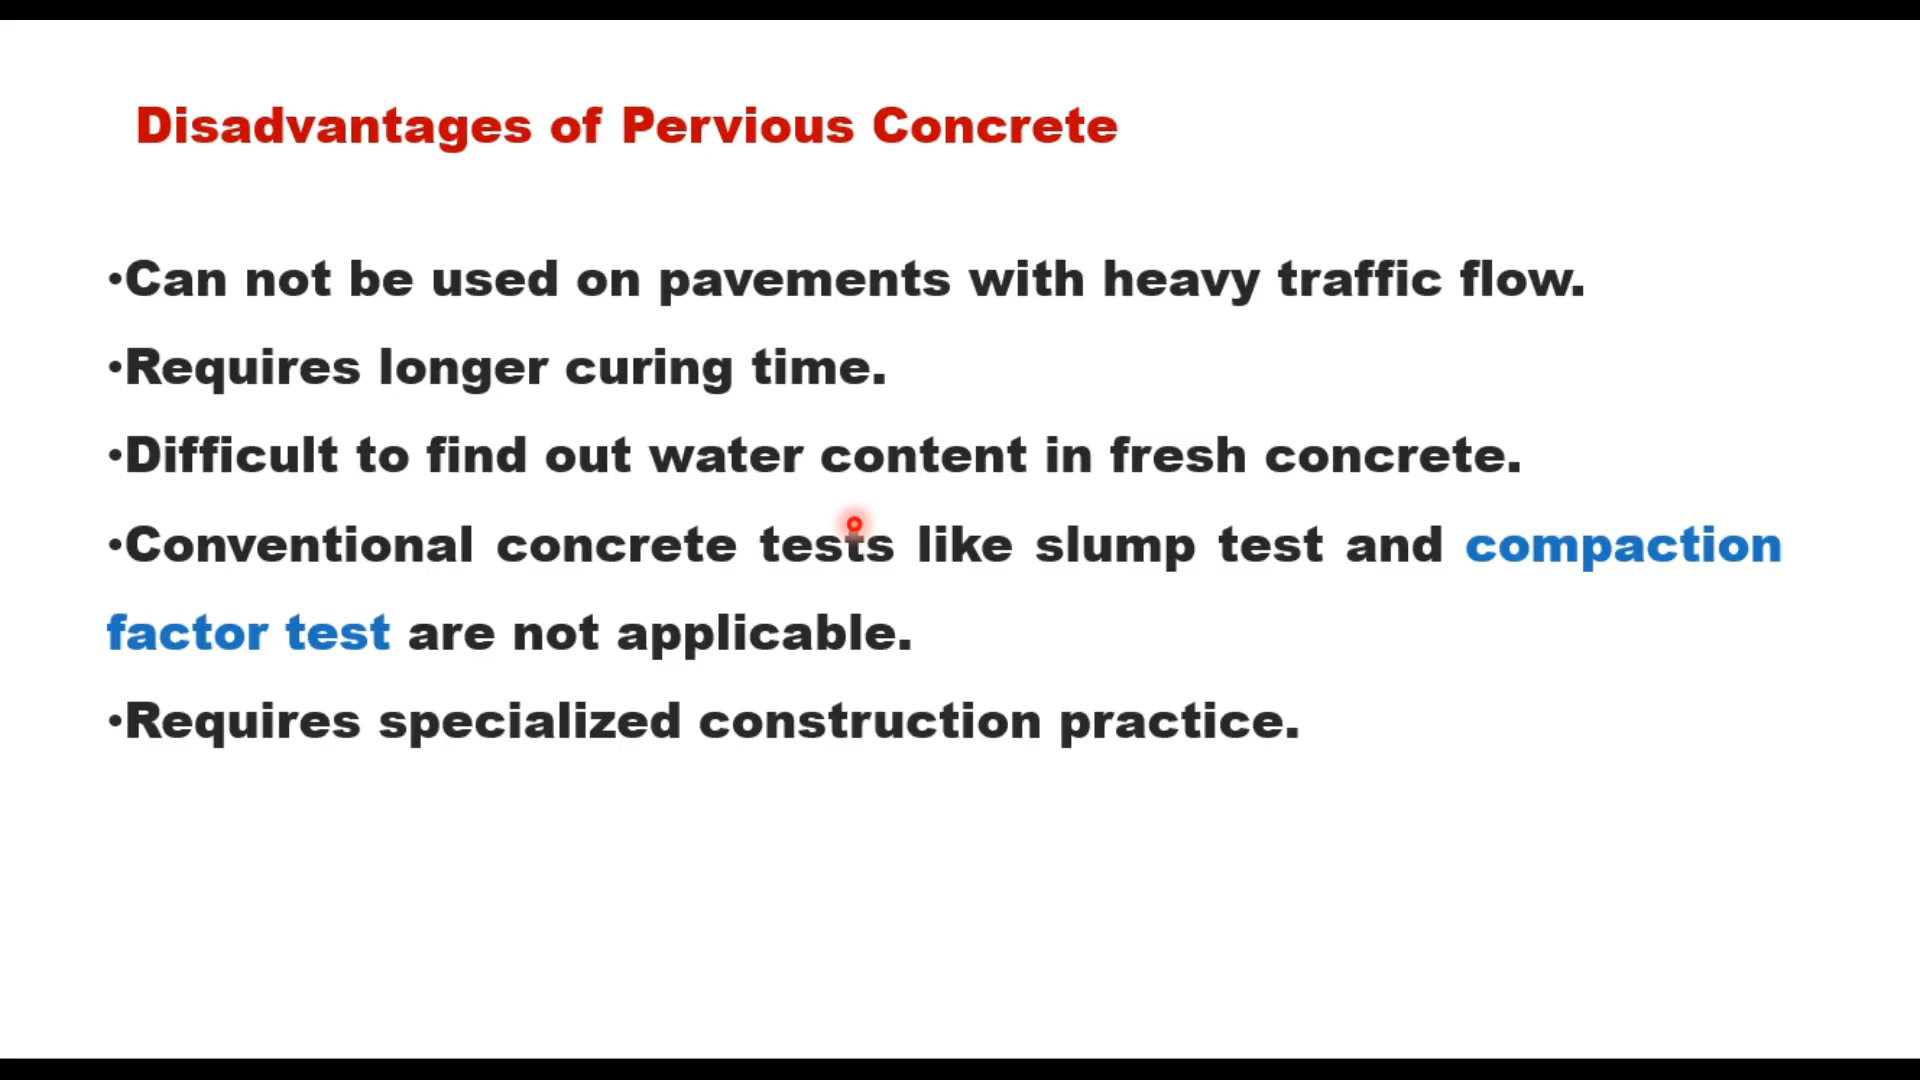 Disadvantages of Pervious Concrete
•Can not be used on pavements with heavy traffic flow.
•Requires longer curing time.
•Difficult to find out water content in fresh concrete.
•Conventional concrete tests like slump test and compaction
factor test are not applicable.
•Requires specialized construction practice.